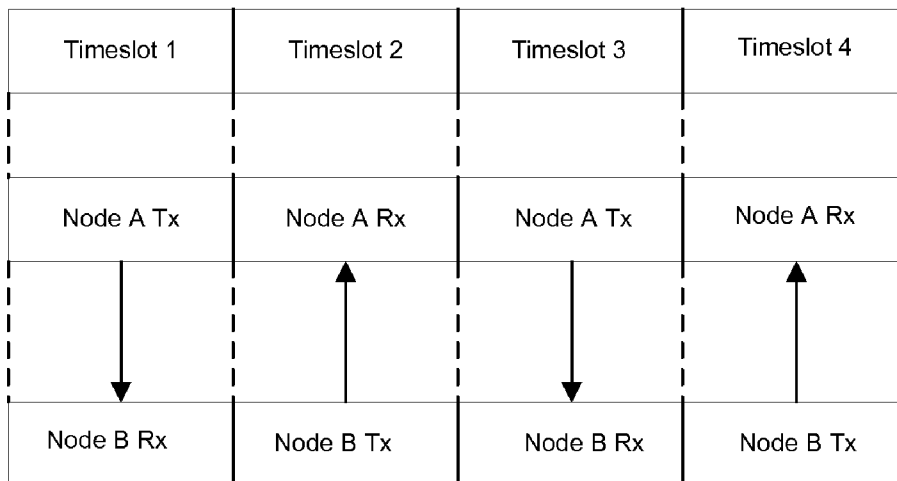 Timeslot 1
Timeslot 2
Timeslot 3
Timeslot 4
Node A Tx
Node A Rx
Node A Tx
Node A Rx
Node B Rx
Node B Tx
Node B Rx
Node B Tx